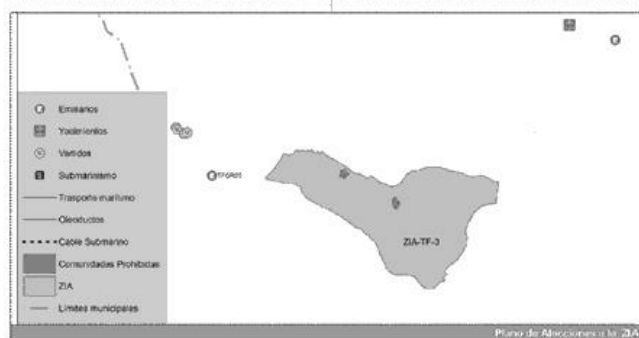 Emisarios
Yacimientos
Vertidos
Submarinismo
Trasporte marítimo
Oleoductos
Cable Submarino
Comunidades Prohibidas
ZIA
Límites municipales
ZIA-TF-3
Plano de Afecciones a la ZIA